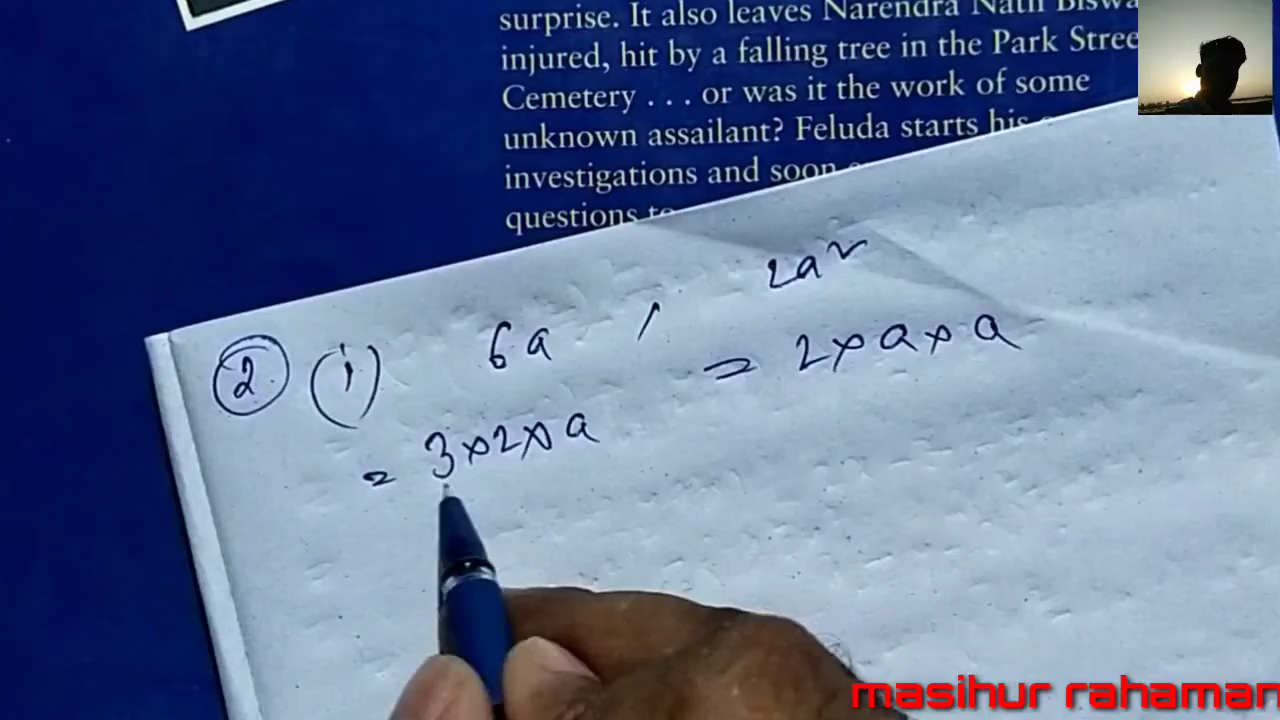 surprise. It also leaves Narendra Nath
injured, hit by a falling tree in the Park
Cemetery . . . or was it the work of some
unknown assailant? Feluda starts his
investigations and soon
questions
2 (i) 6a , 2a²
= 3×2×a = 2×a×a
masihur rahaman